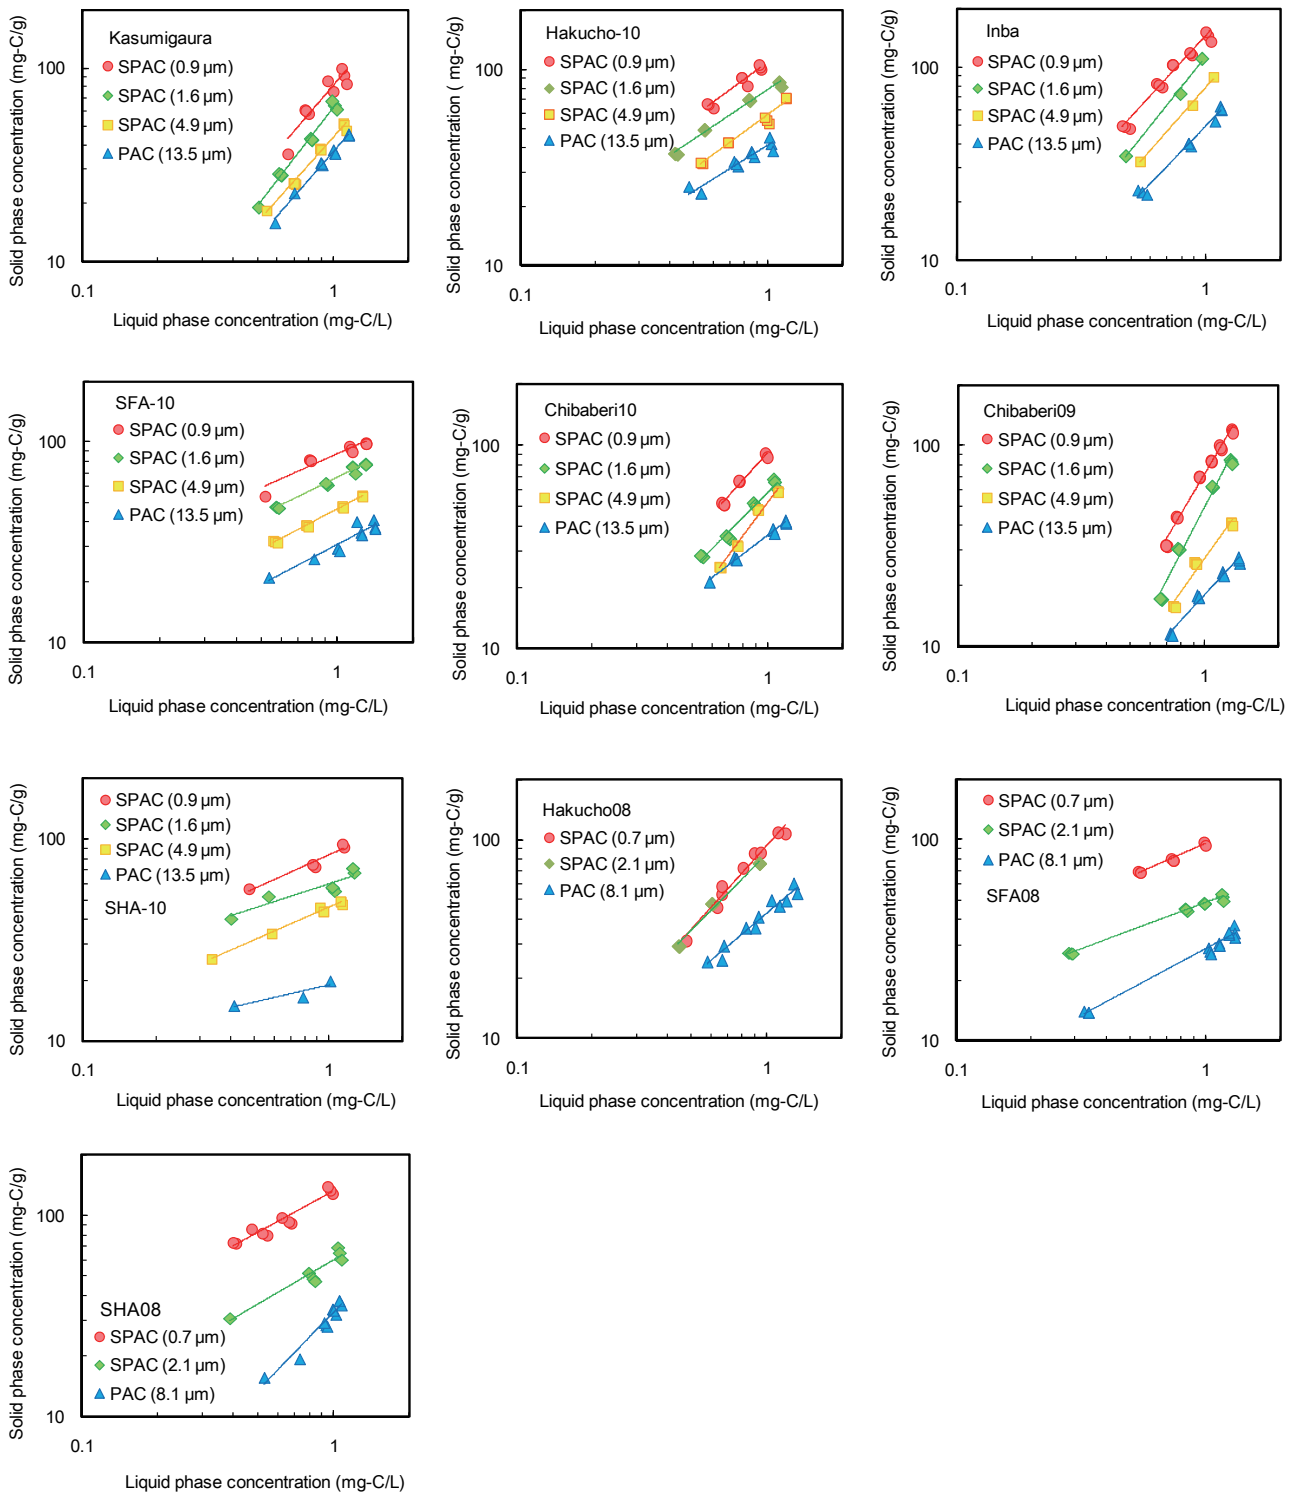 Solid phase concentration (mg-C/g)
Kasumigaura
SPAC (0.9 µm)
SPAC (1.6 µm)
SPAC (4.9 µm)
PAC (13.5 µm)
100
10
0.1
1
Liquid phase concentration (mg-C/L)
Solid phase concentration ( mg-C/g)
Hakucho-10
SPAC (0.9 µm)
SPAC (1.6 µm)
SPAC (4.9 µm)
PAC (13.5 µm)
100
10
0.1
1
Liquid phase concentration (mg-C/L)
Solid phase concentration (mg-C/g)
Inba
SPAC (0.9 µm)
SPAC (1.6 µm)
SPAC (4.9 µm)
PAC (13.5 µm)
100
10
0.1
1
Liquid phase concentration (mg-C/L)
Solid phase concentration (mg-C/g)
SFA-10
SPAC (0.9 µm)
SPAC (1.6 µm)
SPAC (4.9 µm)
PAC (13.5 µm)
100
10
0.1
1
Liquid phase concentration (mg-C/L)
Solid phase concentration (mg-C/g)
Chibaberi10
SPAC (0.9 µm)
SPAC (1.6 µm)
SPAC (4.9 µm)
PAC (13.5 µm)
100
10
0.1
1
Liquid phase concentration (mg-C/L)
Solid phase concentration (mg-C/g)
Chibaberi09
SPAC (0.9 µm)
SPAC (1.6 µm)
SPAC (4.9 µm)
PAC (13.5 µm)
100
10
0.1
1
Liquid phase concentration (mg-C/L)
Solid phase concentration (mg-C/g)
SPAC (0.9 µm)
SPAC (1.6 µm)
SPAC (4.9 µm)
PAC (13.5 µm)
SHA-10
100
10
0.1
1
Liquid phase concentration (mg-C/L)
Solid phase concentration (mg-C/g)
Hakucho08
SPAC (0.7 µm)
SPAC (2.1 µm)
PAC (8.1 µm)
100
10
0.1
1
Liquid phase concentration (mg-C/L)
Solid phase concentration (mg-C/g)
SPAC (0.7 µm)
SPAC (2.1 µm)
PAC (8.1 µm)
SFA08
100
10
0.1
1
Liquid phase concentration (mg-C/L)
Solid phase concentration (mg-C/g)
100
SHA08
SPAC (0.7 µm)
SPAC (2.1 µm)
PAC (8.1 µm)
10
0.1
1
Liquid phase concentration (mg-C/L)